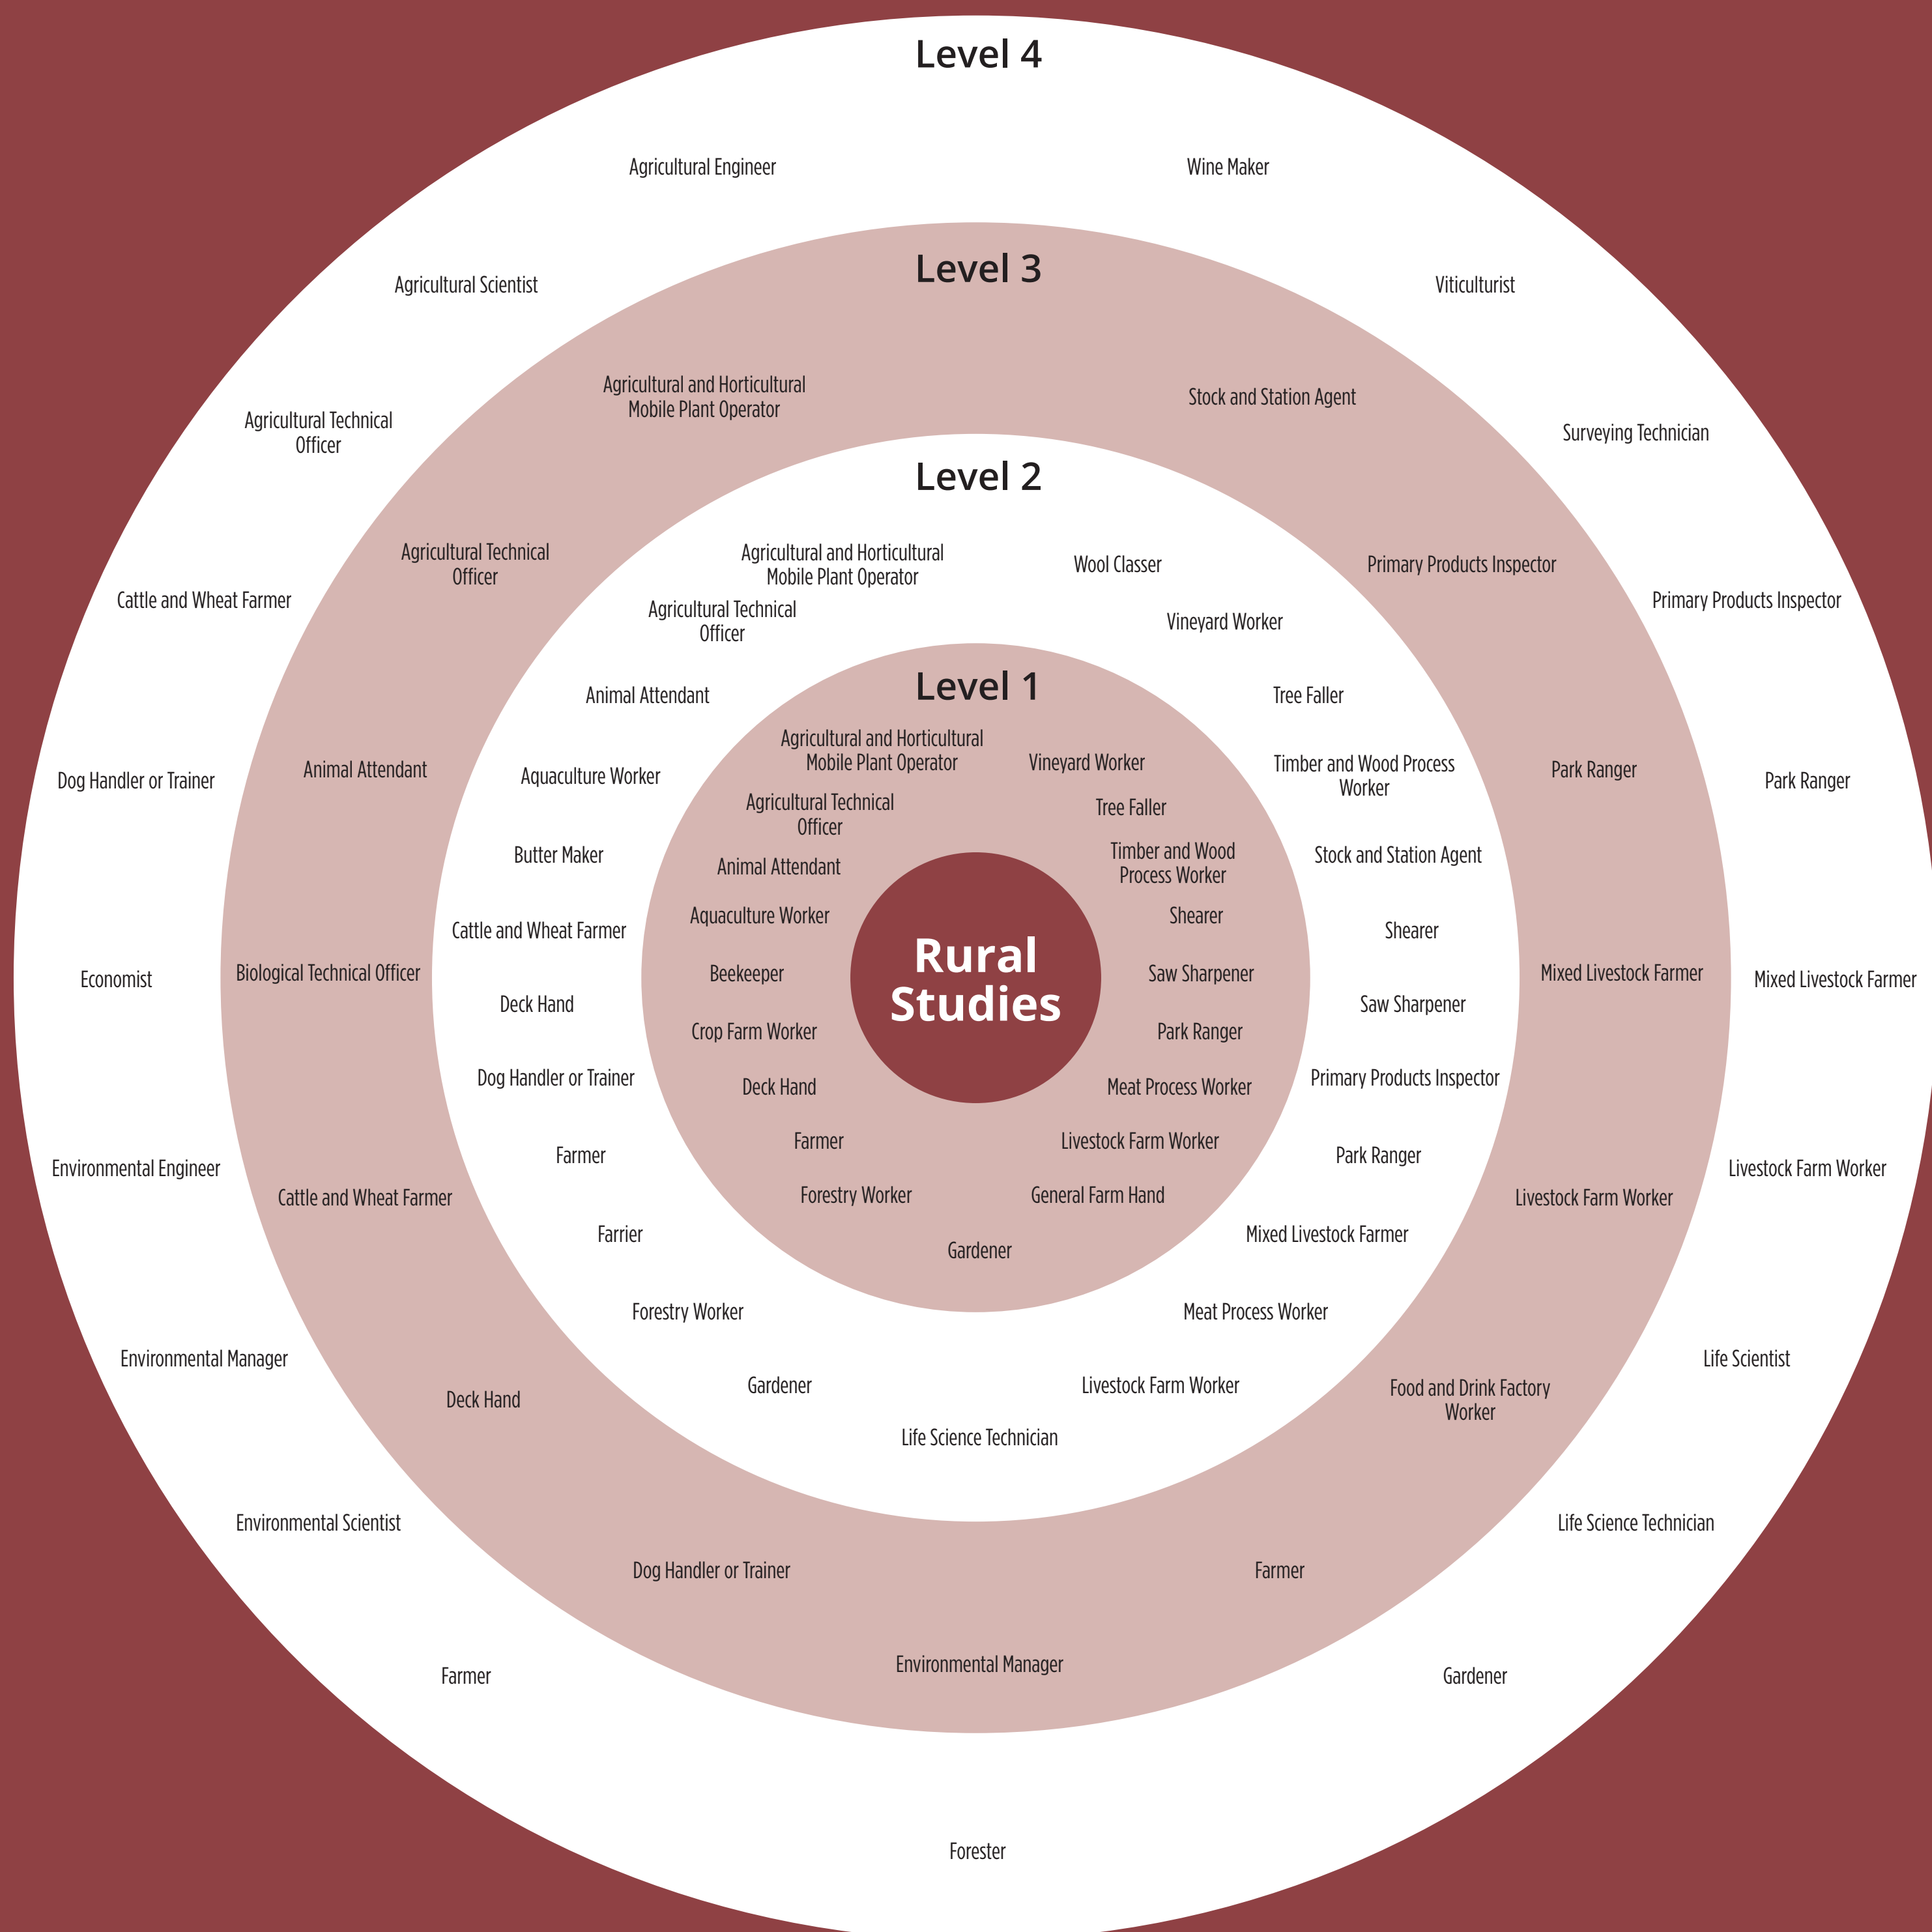 Level 4
Agricultural Engineer
Wine Maker
Agricultural Scientist
Viticulturist
Agricultural Technical
Officer
Surveying Technician
Cattle and Wheat Farmer
Primary Products Inspector
Dog Handler or Trainer
Park Ranger
Economist
Mixed Livestock Farmer
Environmental Engineer
Livestock Farm Worker
Environmental Manager
Life Scientist
Environmental Scientist
Life Science Technician
Farmer
Gardener
Forester
Level 3
Agricultural and Horticultural
Mobile Plant Operator
Stock and Station Agent
Agricultural Technical
Officer
Primary Products Inspector
Animal Attendant
Park Ranger
Biological Technical Officer
Mixed Livestock Farmer
Cattle and Wheat Farmer
Livestock Farm Worker
Deck Hand
Food and Drink Factory
Worker
Dog Handler or Trainer
Farmer
Environmental Manager
Level 2
Agricultural and Horticultural
Mobile Plant Operator
Wool Classer
Agricultural Technical
Officer
Vineyard Worker
Animal Attendant
Tree Faller
Aquaculture Worker
Timber and Wood Process
Worker
Butter Maker
Stock and Station Agent
Cattle and Wheat Farmer
Shearer
Deck Hand
Saw Sharpener
Dog Handler or Trainer
Primary Products Inspector
Farmer
Park Ranger
Farrier
Mixed Livestock Farmer
Forestry Worker
Meat Process Worker
Gardener
Livestock Farm Worker
Life Science Technician
Level 1
Agricultural and Horticultural
Mobile Plant Operator
Vineyard Worker
Agricultural Technical
Officer
Tree Faller
Animal Attendant
Timber and Wood
Process Worker
Aquaculture Worker
Shearer
Beekeeper
Saw Sharpener
Crop Farm Worker
Park Ranger
Deck Hand
Meat Process Worker
Farmer
Livestock Farm Worker
Forestry Worker
General Farm Hand
Gardener
Rural
Studies